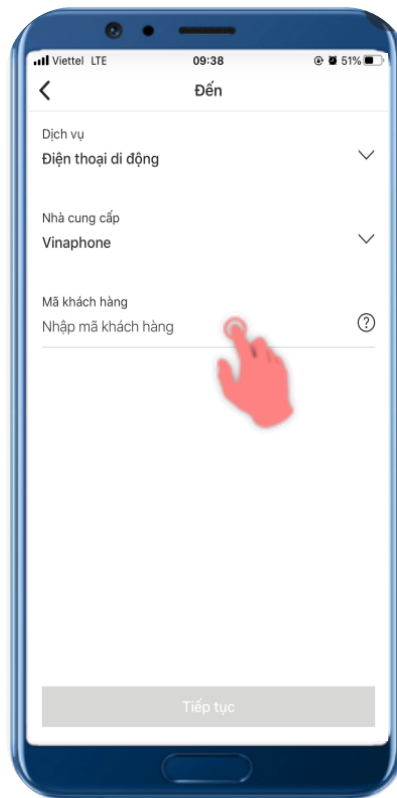 Viettel LTE 09:38 51%
Đến
Dịch vụ
Điện thoại di động
Nhà cung cấp
Vinaphone
Mã khách hàng
Nhập mã khách hàng ?
Tiếp tục